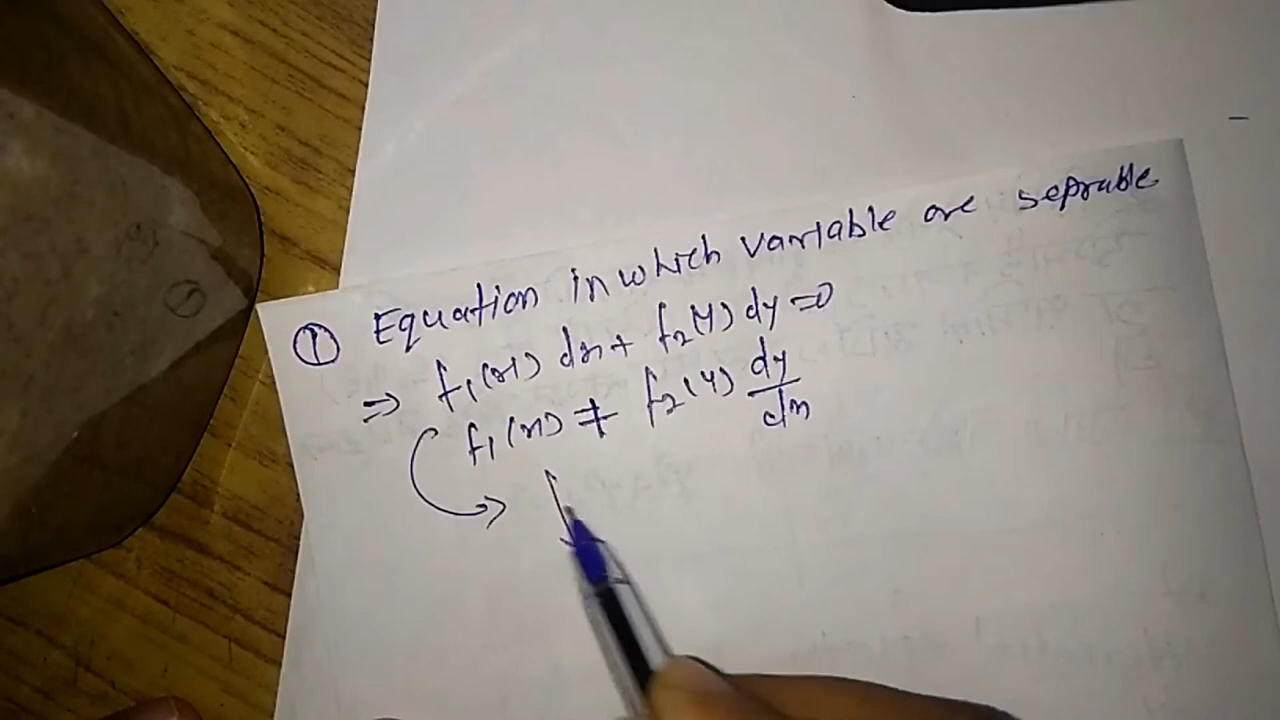 ① Equation in which variable are seprable
⇒ f₁(x) dx + f₂(y) dy = 0
f₁(x) + f₂(y) dy/dx